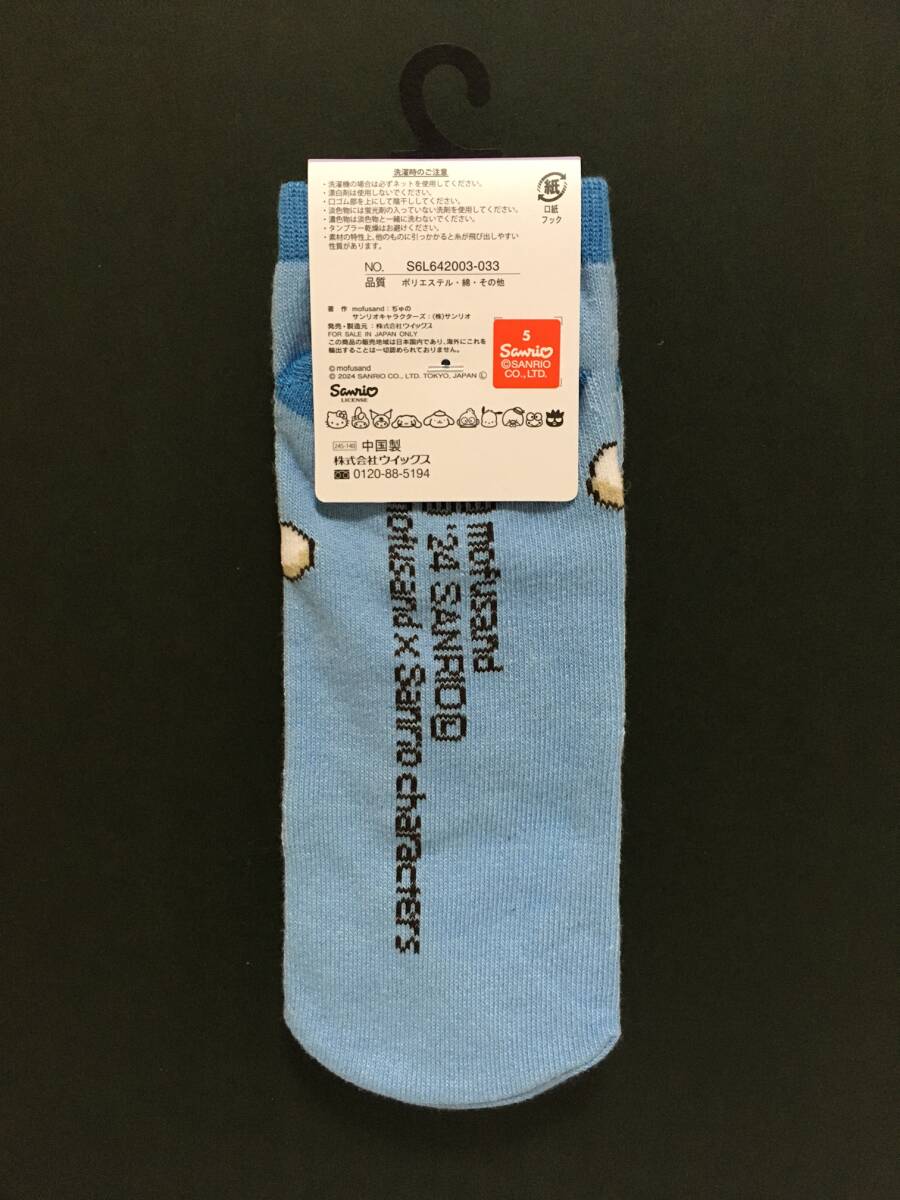 洗濯時のご注意
・洗濯機の場合は必ずネットを使用してください。
・漂白剤は使用しないでください。
・口ゴム部を上にして陰干ししてください。
・淡色物には蛍光剤の入っていない洗剤を使用してください。
・濃色物は淡色物と一緒に洗わないでください。
・タンブラー乾燥はお避けください。
・素材の特性上、他のものに引っかかると糸が飛び出しやすい
性質があります。
紙
口紙
フック
NO. S6L642003-033
品質 ポリエステル・綿・その他
著 作 mofusand:ぢゅの
サンリオキャラクターズ:(株)サンリオ
発売・製造元:株式会社ウイックス
FOR SALE IN JAPAN ONLY
この商品の販売地域は日本国内であり、海外にこれを
輸出することは一切認められておりません。
©mofusand
©2024 SANRIO CO., LTD. TOKYO, JAPAN Ⓛ
5
Sanrio
©SANRIO
CO., LTD.
Sanrio
LICENSE
245-140 中国製
株式会社ウイックス
0120-88-5194
mofusand
'24 SANRIO
mofusand x Sanrio characters